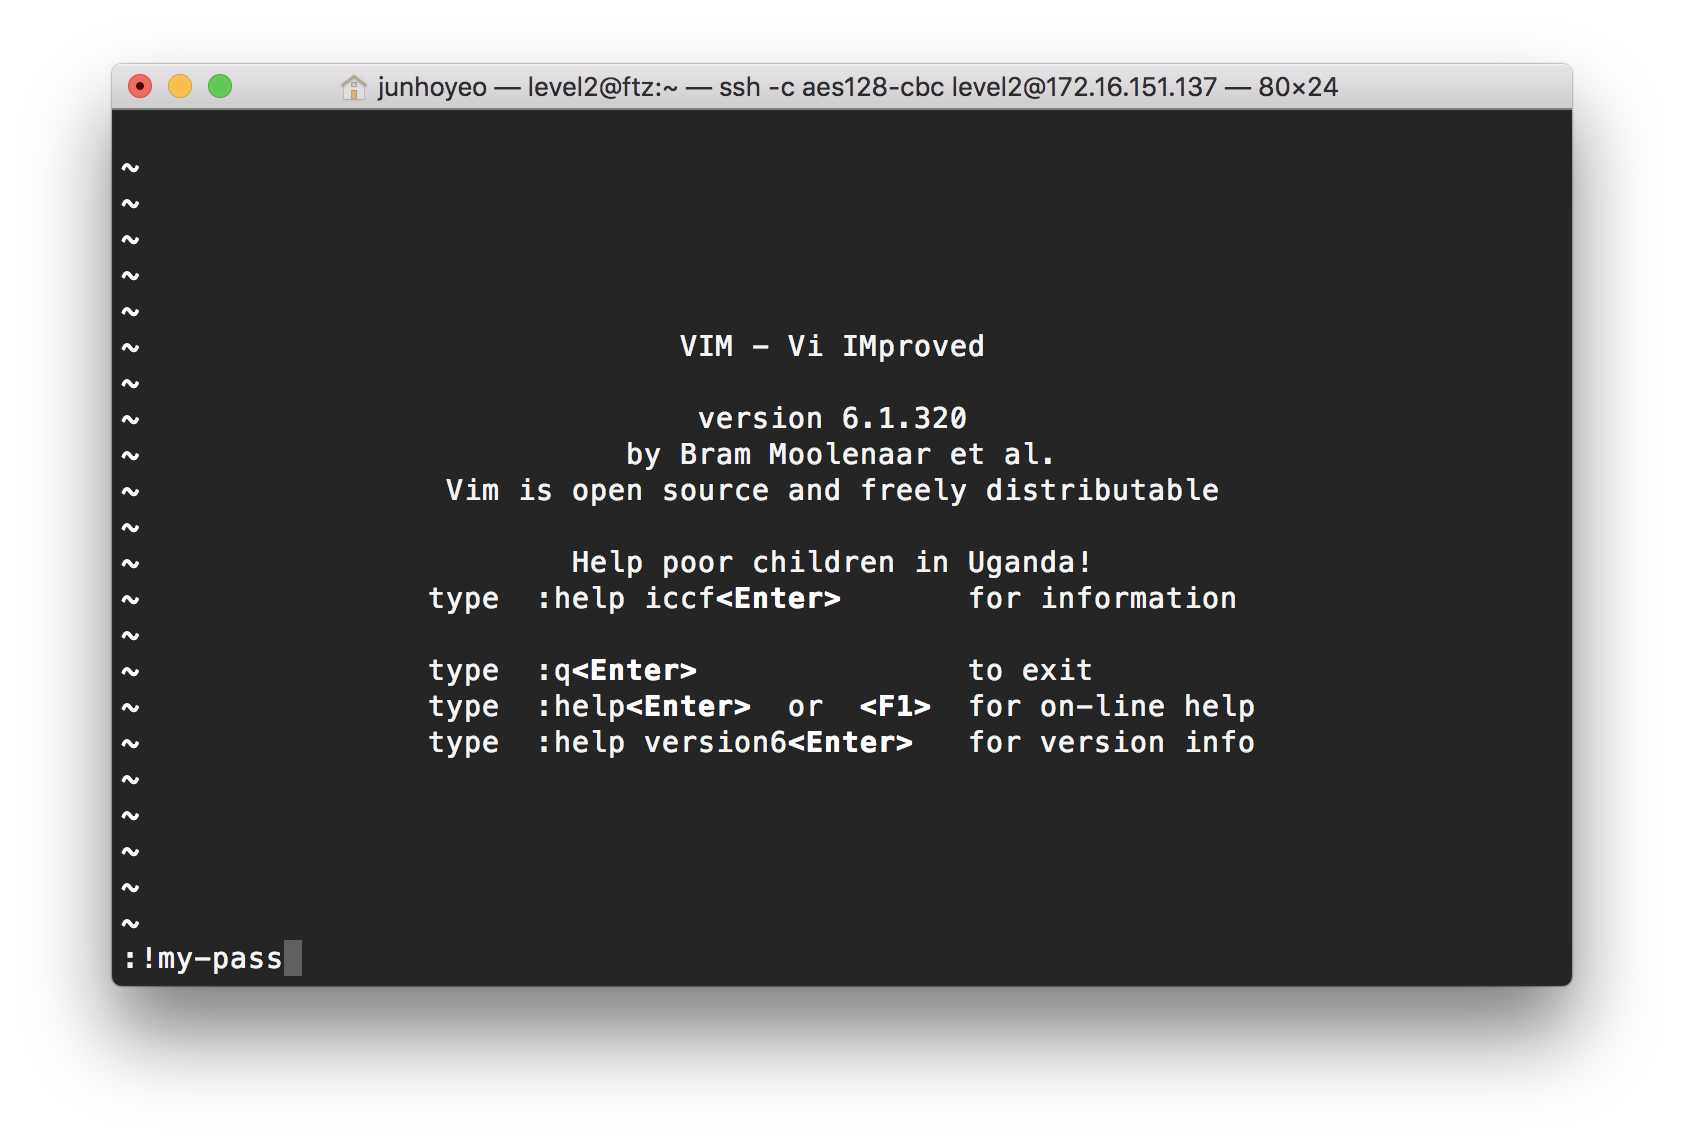 junhoyeo — level2@ftz:~ — ssh -c aes128-cbc level2@172.16.151.137 — 80×24
~
~
~
~
~
~ VIM - Vi IMproved
~
~ version 6.1.320
~ by Bram Moolenaar et al.
~ Vim is open source and freely distributable
~
~ Help poor children in Uganda!
~ type :help iccf<Enter> for information
~
~ type :q<Enter> to exit
~ type :help<Enter> or <F1> for on-line help
~ type :help version6<Enter> for version info
~
~
~
~
~
:!my-pass